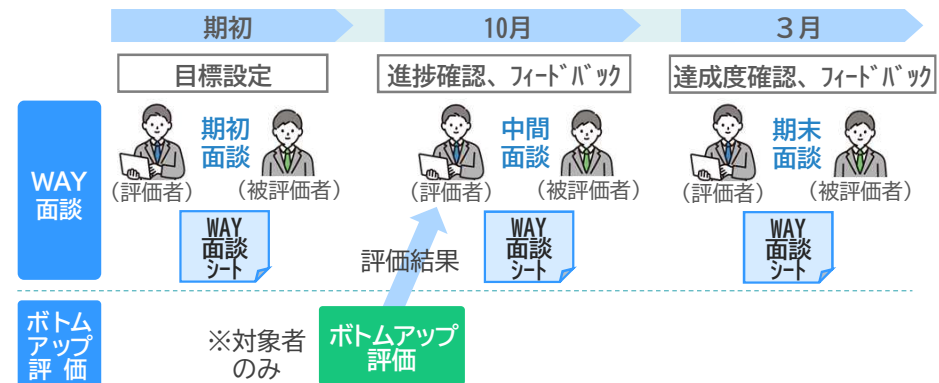 期初
10月
3月
目標設定
進捗確認、フィードバック
達成度確認、フィードバック
WAY
面談
期初
面談
(評価者)
(被評価者)
WAY
面談
シート
中間
面談
(評価者)
(被評価者)
WAY
面談
シート
期末
面談
(評価者)
(被評価者)
WAY
面談
シート
評価結果
ボトム
アップ
評 価
※対象者
のみ
ボトムアップ
評価